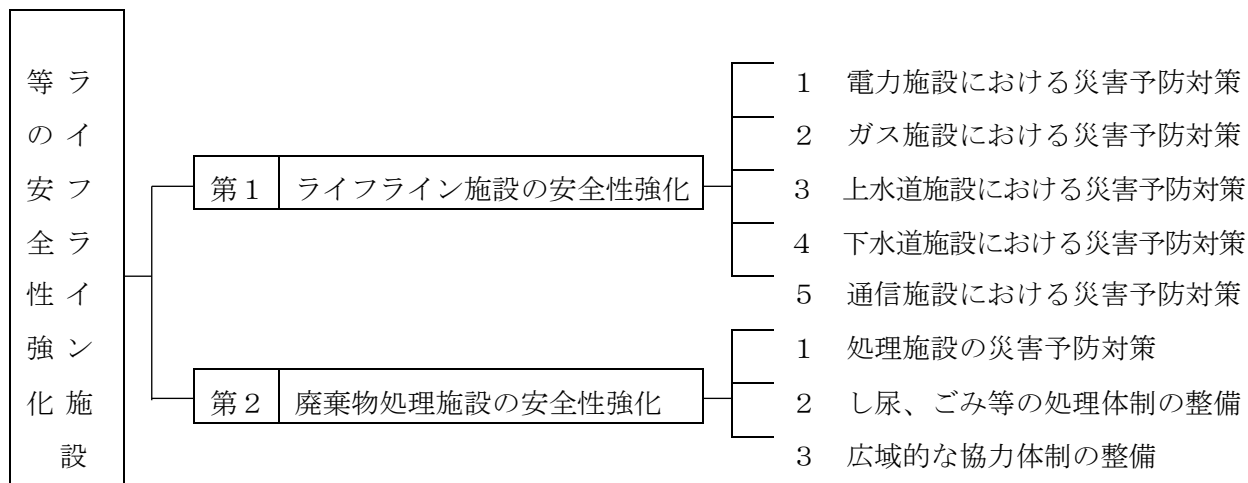 ライフライン施設
等の安全性強化
第1 ライフライン施設の安全性強化
1 電力施設における災害予防対策
2 ガス施設における災害予防対策
3 上水道施設における災害予防対策
4 下水道施設における災害予防対策
5 通信施設における災害予防対策
第2 廃棄物処理施設の安全性強化
1 処理施設の災害予防対策
2 し尿、ごみ等の処理体制の整備
3 広域的な協力体制の整備